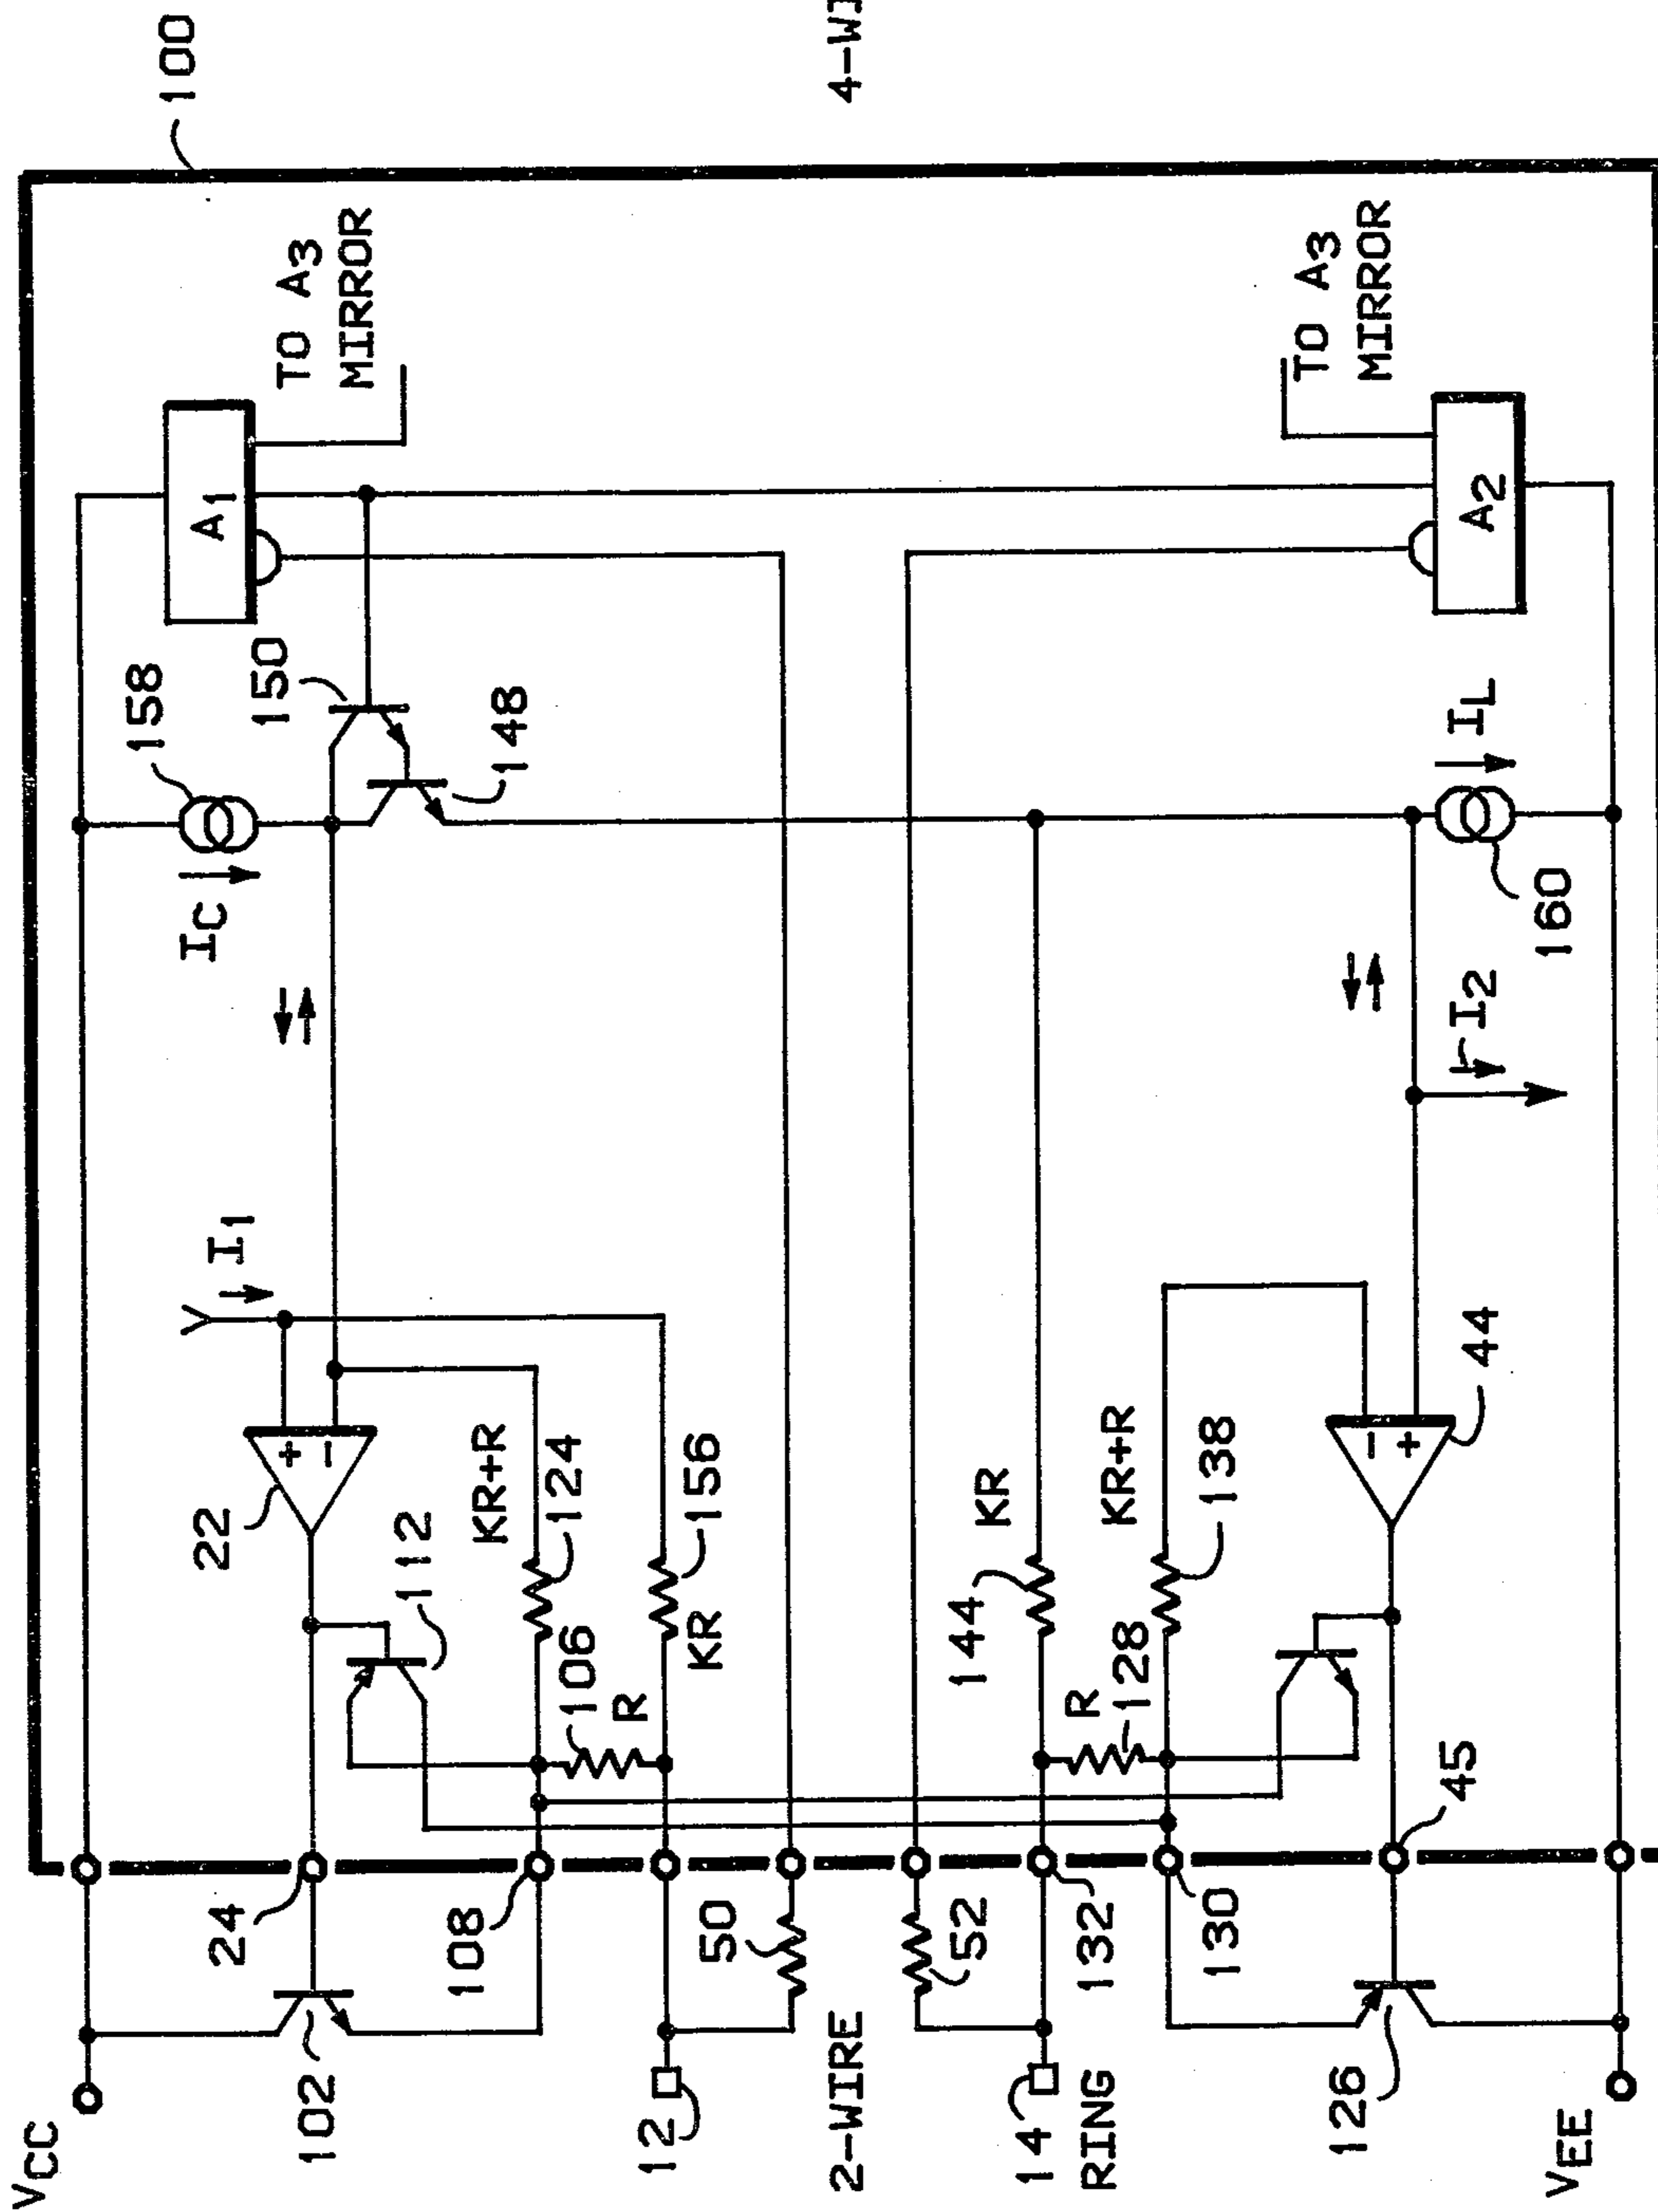 VCC
100
24
102
108
12
50
2-WIRE
52
14
RING
132
130
45
126
VEE
22
112
KR+R
124
106
R
156
KR
I1
+
−
KR
144
R
128
KR+R
138
−
+
44
I2
IC
158
150
148
IL
160
A1
TO A3
MIRROR
A2
TO A3
MIRROR